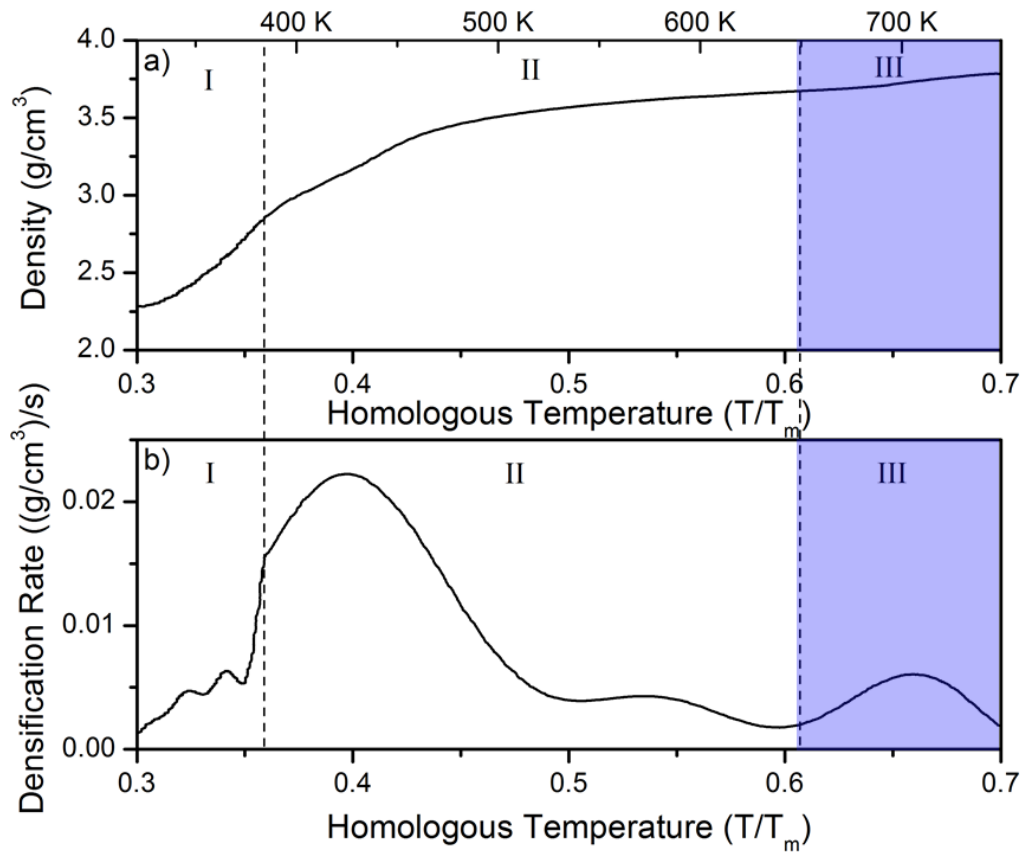 400 K 500 K 600 K 700 K
a) I II III
4.0
3.5
3.0
2.5
2.0
Density (g/cm³)
0.3 0.4 0.5 0.6 0.7
Homologous Temperature (T/Tₘ)
b) I II III
0.02
0.01
0.00
Densification Rate ((g/cm³)/s)
0.3 0.4 0.5 0.6 0.7
Homologous Temperature (T/Tₘ)